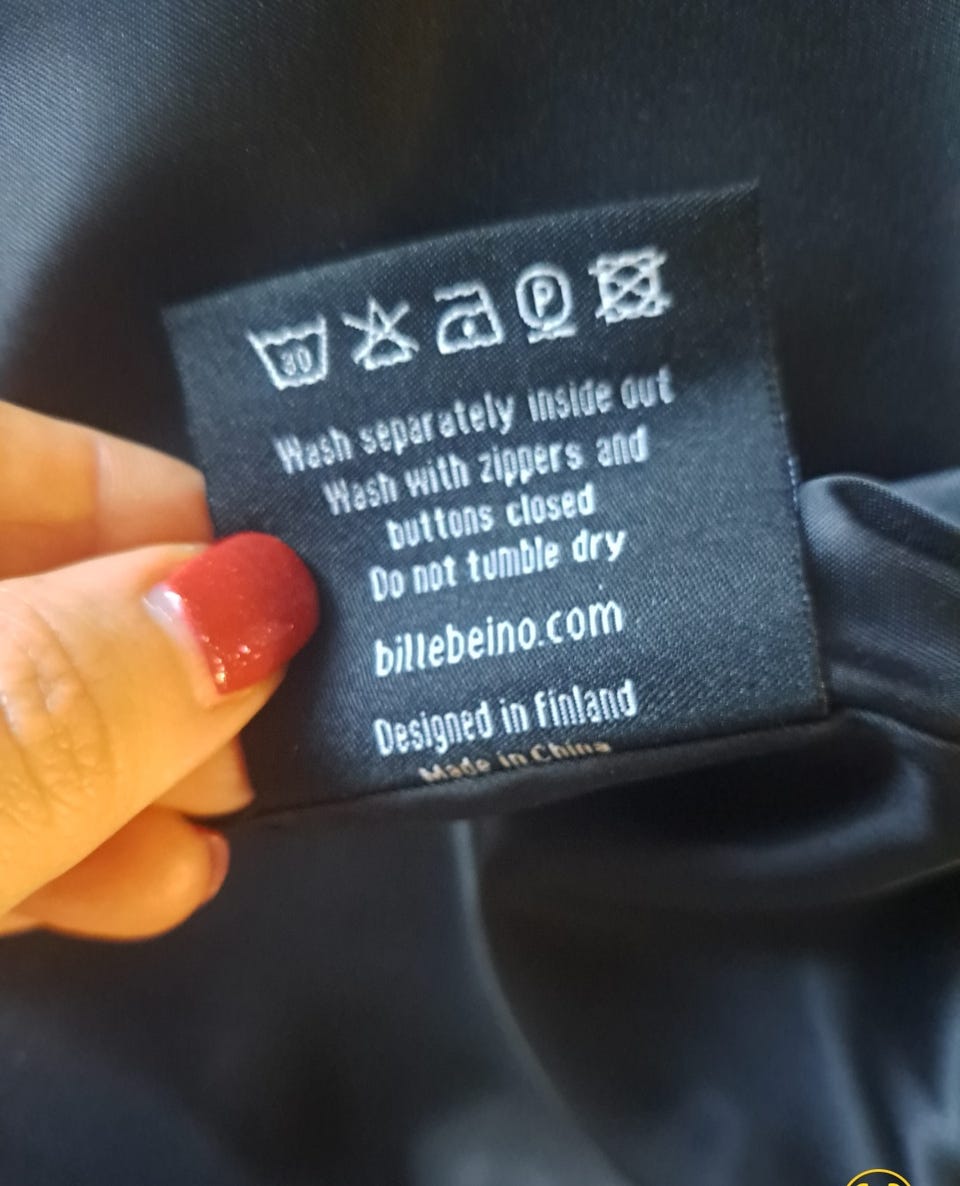 30
P
Wash separately inside out
Wash with zippers and
buttons closed
Do not tumble dry
billebeino.com
Designed in Finland
Made in China